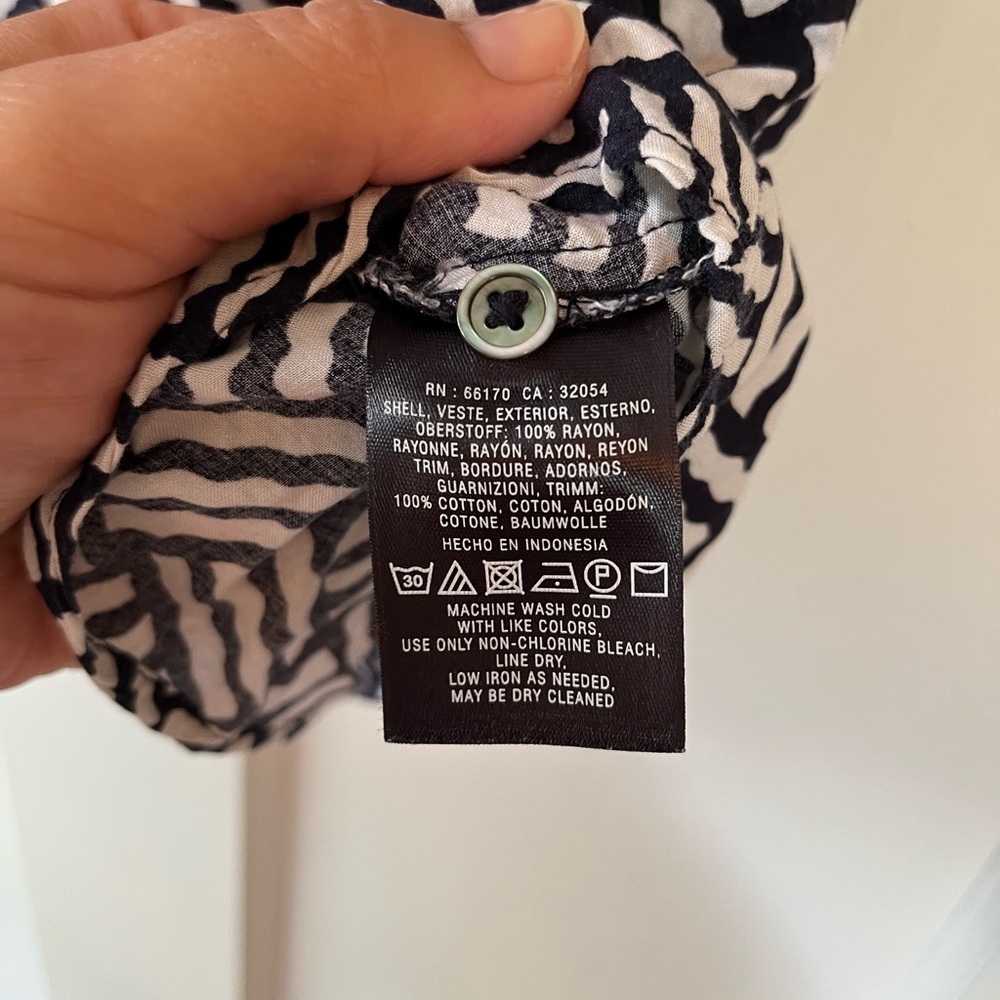 RN : 66170 CA : 32054
SHELL, VESTE, EXTERIOR, ESTERNO,
OBERSTOFF: 100% RAYON,
RAYONNE, RAYÓN, RAYON, REYON
TRIM, BORDURE, ADORNOS,
GUARNIZIONI, TRIMM:
100% COTTON, COTON, ALGODÓN,
COTONE, BAUMWOLLE
HECHO EN INDONESIA
30 P
MACHINE WASH COLD
WITH LIKE COLORS,
USE ONLY NON-CHLORINE BLEACH,
LINE DRY,
LOW IRON AS NEEDED,
MAY BE DRY CLEANED